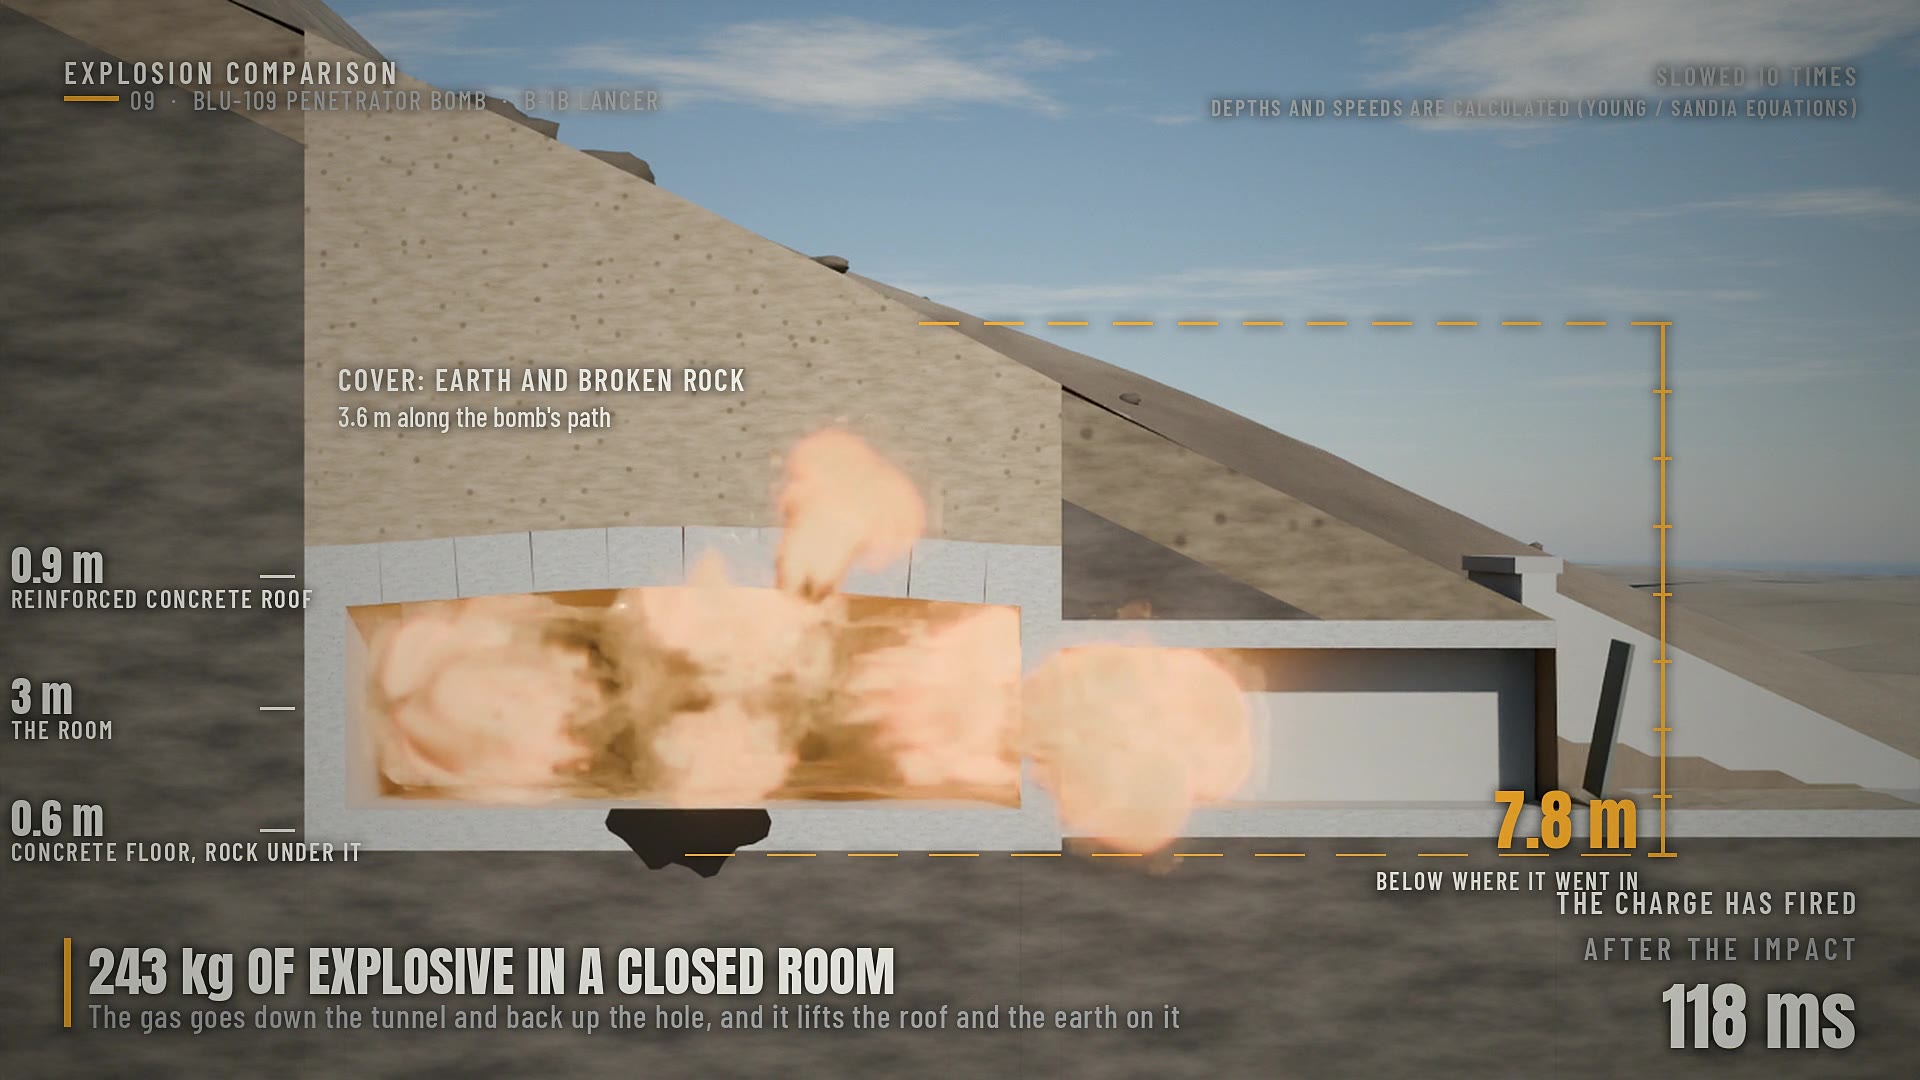 EXPLOSION COMPARISON
09 · BLU-109 PENETRATOR BOMB · B-1B LANCER
SLOWED 10 TIMES
DEPTHS AND SPEEDS ARE CALCULATED (YOUNG / SANDIA EQUATIONS)
COVER: EARTH AND BROKEN ROCK
3.6 m along the bomb's path
0.9 m
REINFORCED CONCRETE ROOF
3 m
THE ROOM
0.6 m
CONCRETE FLOOR, ROCK UNDER IT
7.8 m
BELOW WHERE IT WENT IN
THE CHARGE HAS FIRED
AFTER THE IMPACT
118 ms
243 kg OF EXPLOSIVE IN A CLOSED ROOM
The gas goes down the tunnel and back up the hole, and it lifts the roof and the earth on it